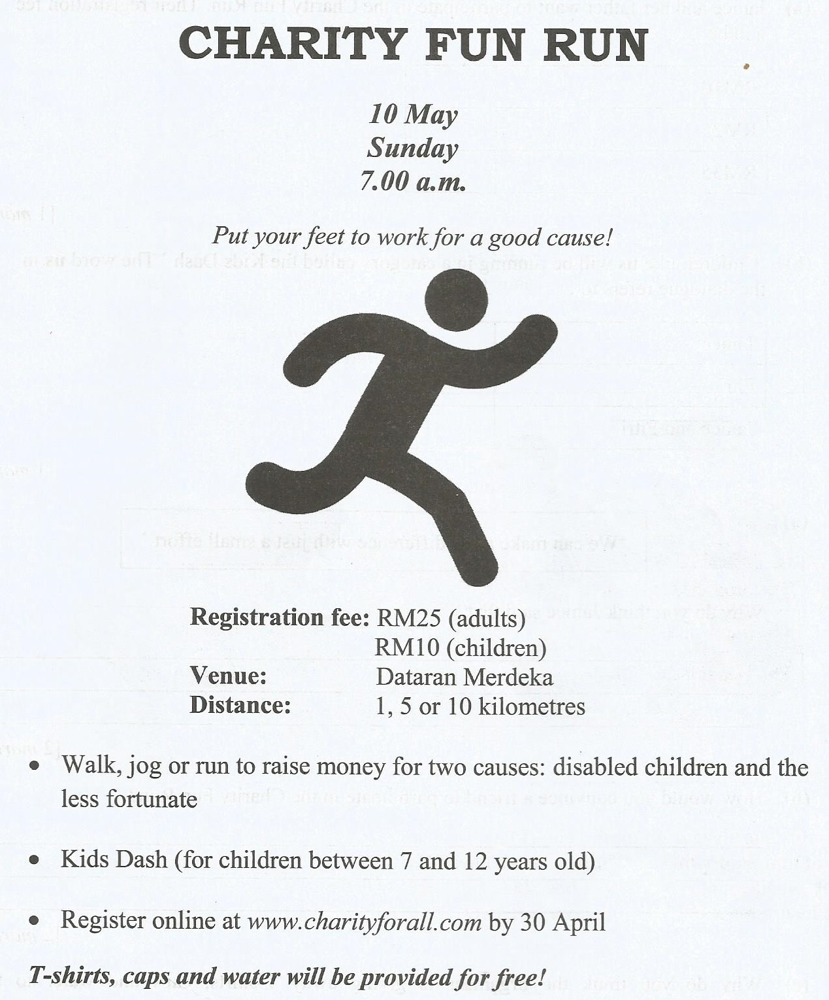 CHARITY FUN RUN
10 May
Sunday
7.00 a.m.
Put your feet to work for a good cause!
Registration fee: RM25 (adults)
RM10 (children)
Venue: Dataran Merdeka
Distance: 1, 5 or 10 kilometres
• Walk, jog or run to raise money for two causes: disabled children and the
less fortunate
• Kids Dash (for children between 7 and 12 years old)
• Register online at www.charityforall.com by 30 April
T-shirts, caps and water will be provided for free!